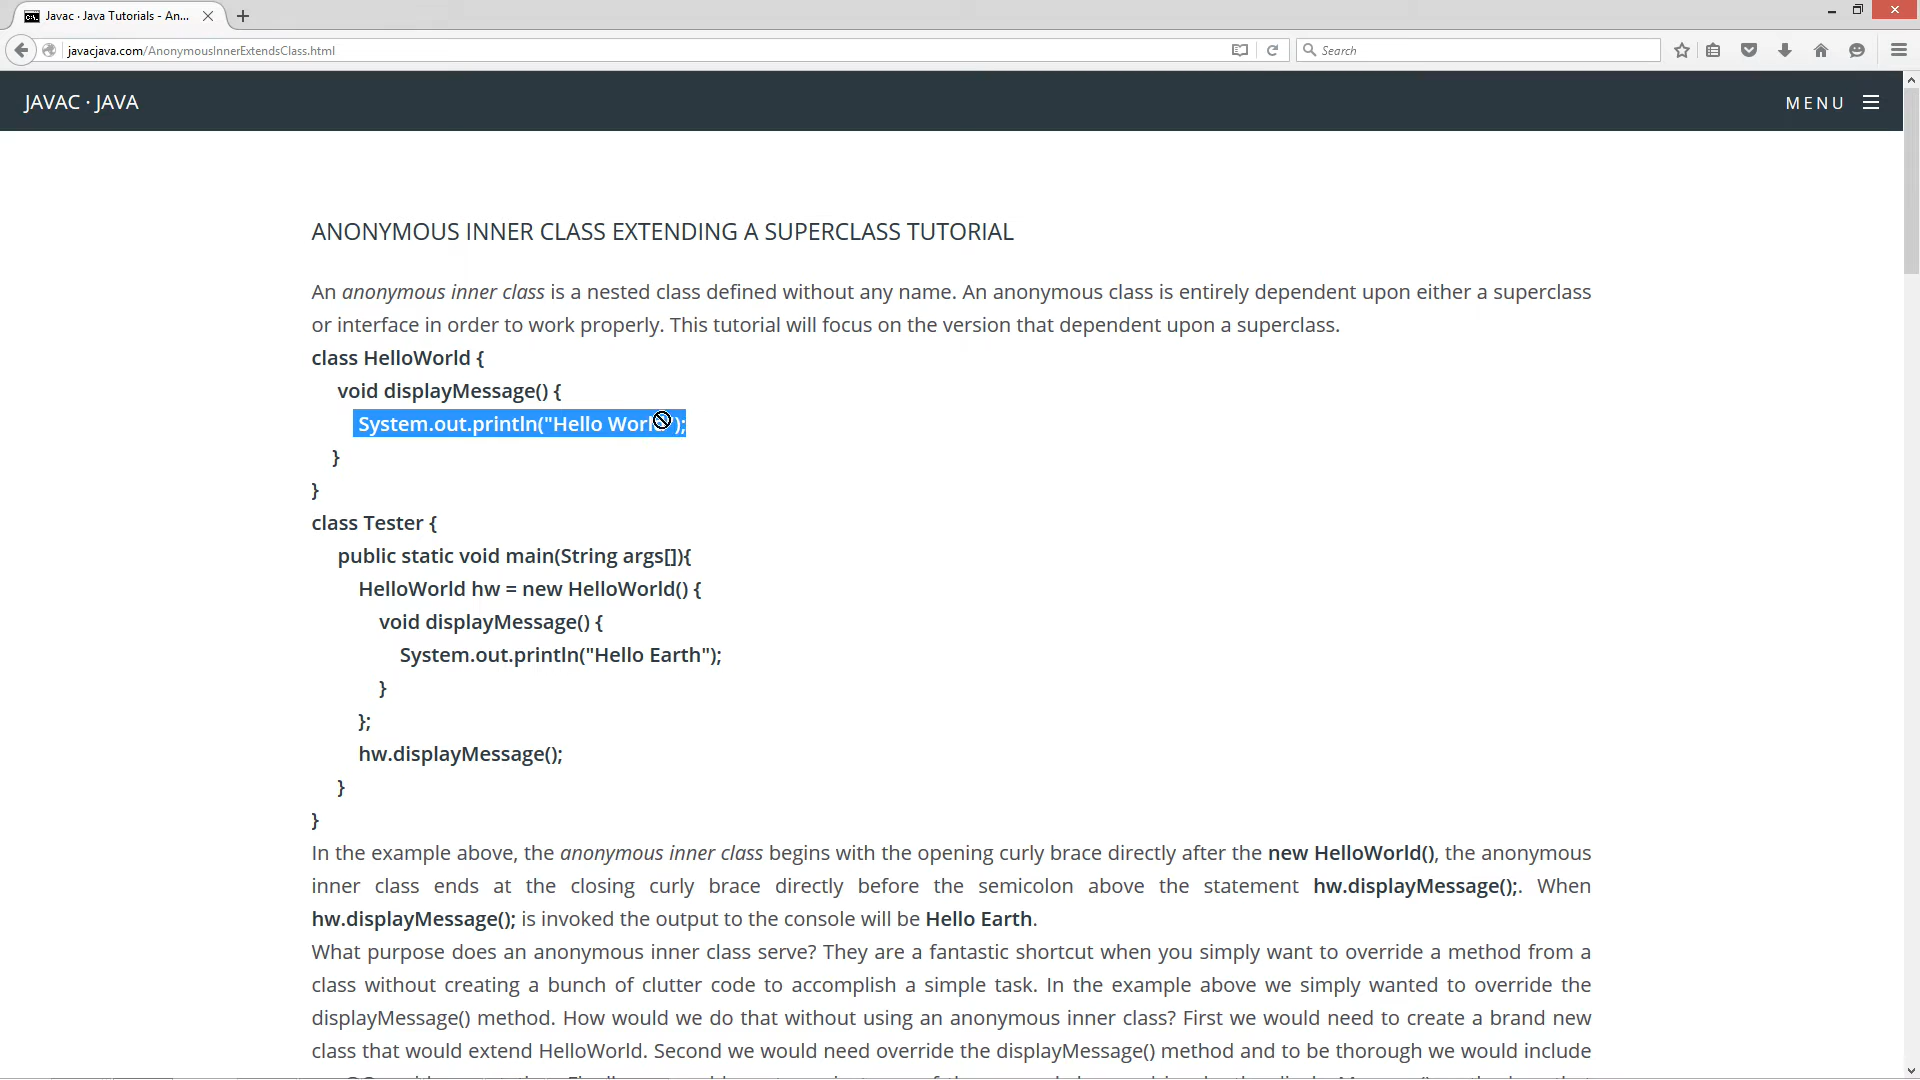 Javac · Java Tutorials - An...
javacjava.com/AnonymousInnerExtendsClass.html
Search
JAVAC · JAVA
MENU
ANONYMOUS INNER CLASS EXTENDING A SUPERCLASS TUTORIAL
An anonymous inner class is a nested class defined without any name. An anonymous class is entirely dependent upon either a superclass
or interface in order to work properly. This tutorial will focus on the version that dependent upon a superclass.
class HelloWorld {
void displayMessage() {
System.out.println("Hello World");
}
}
class Tester {
public static void main(String args[]){
HelloWorld hw = new HelloWorld() {
void displayMessage() {
System.out.println("Hello Earth");
}
};
hw.displayMessage();
}
}
In the example above, the anonymous inner class begins with the opening curly brace directly after the new HelloWorld(), the anonymous
inner class ends at the closing curly brace directly before the semicolon above the statement hw.displayMessage();. When
hw.displayMessage(); is invoked the output to the console will be Hello Earth.
What purpose does an anonymous inner class serve? They are a fantastic shortcut when you simply want to override a method from a
class without creating a bunch of clutter code to accomplish a simple task. In the example above we simply wanted to override the
displayMessage() method. How would we do that without using an anonymous inner class? First we would need to create a brand new
class that would extend HelloWorld. Second we would need override the displayMessage() method and to be thorough we would include